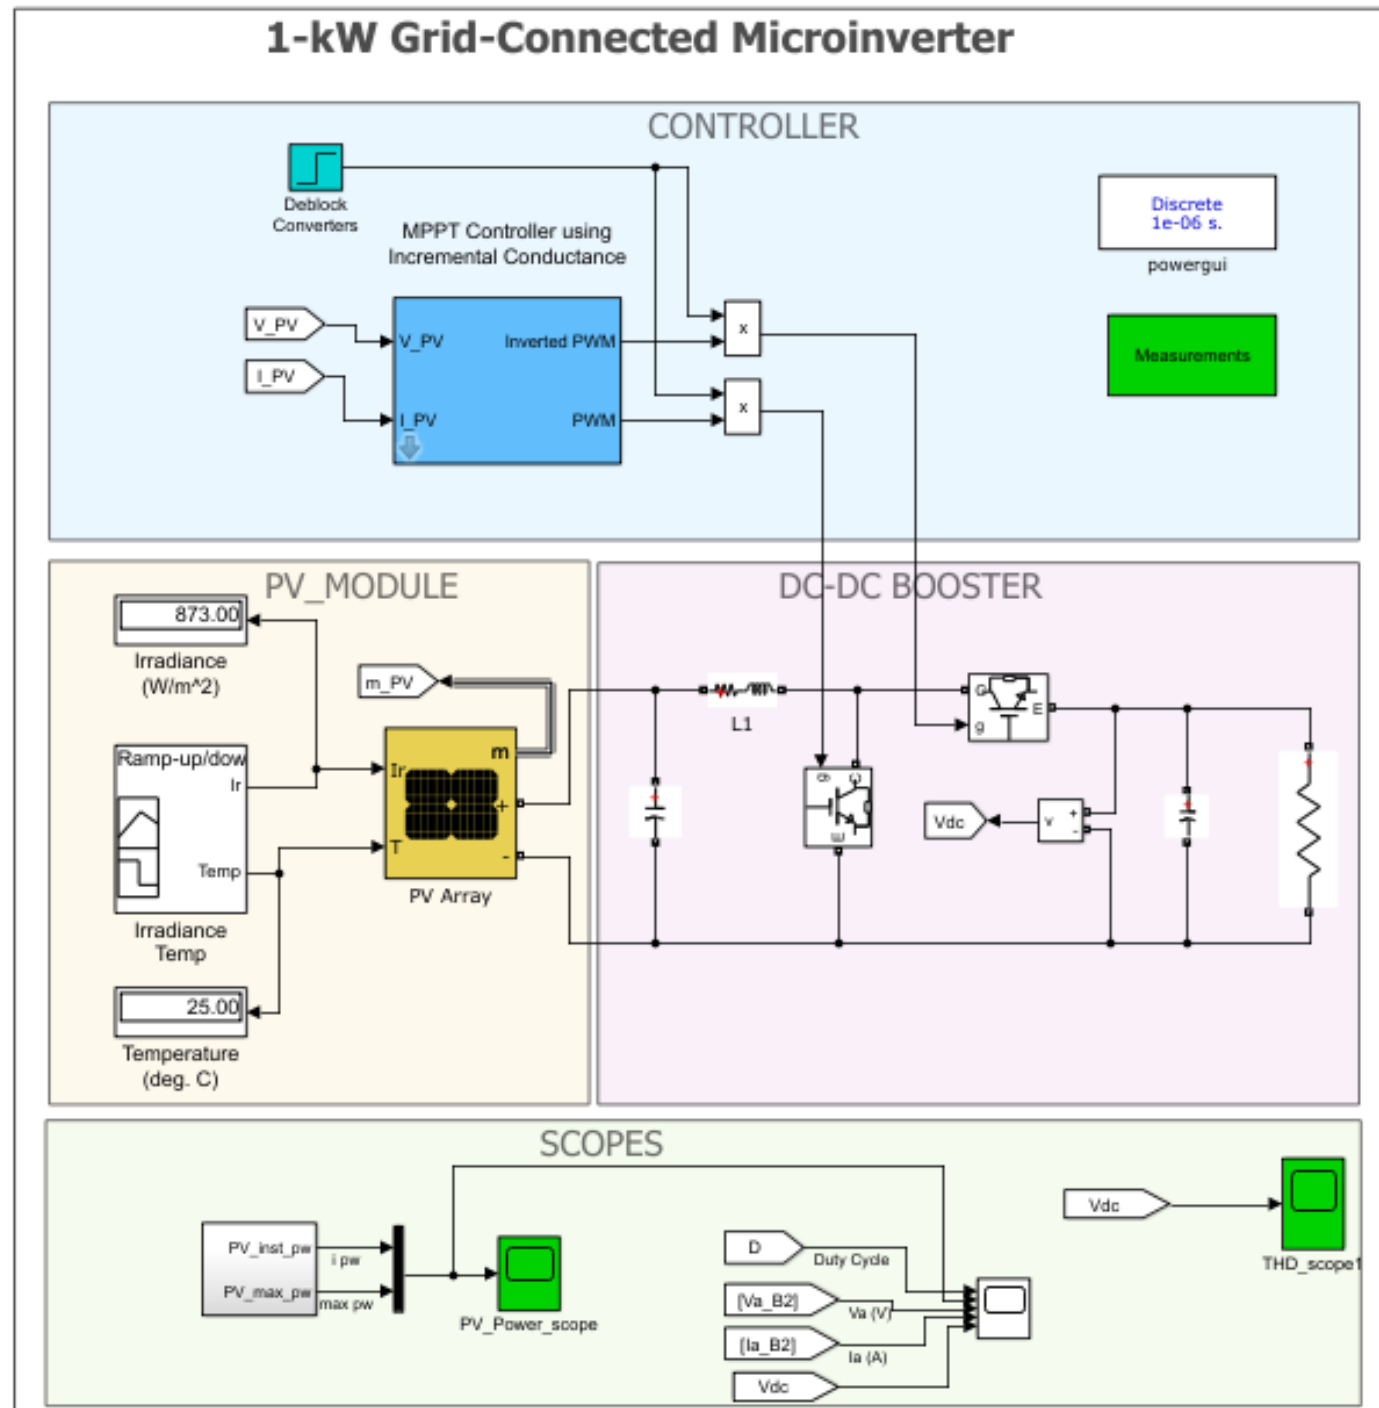 1-kW Grid-Connected Microinverter
CONTROLLER
Deblock
Converters
MPPT Controller using
Incremental Conductance
Discrete
1e-06 s.
powergui
V_PV
I_PV
V_PV
Inverted PWM
I_PV
PWM
x
x
Measurements
PV_MODULE
873.00
Irradiance
(W/m^2)
m_PV
Ramp-up/dow
Ir
Temp
Irradiance
Temp
m
Ir
+
T
-
PV Array
25.00
Temperature
(deg. C)
DC-DC BOOSTER
L1
g
C
E
C
E
g
Vdc
v
+
-
SCOPES
PV_inst_pw
i pw
PV_max_pw
max pw
PV_Power_scope
D
Duty Cycle
[Va_B2]
Va (V)
[Ia_B2]
Ia (A)
Vdc
Vdc
THD_scope1